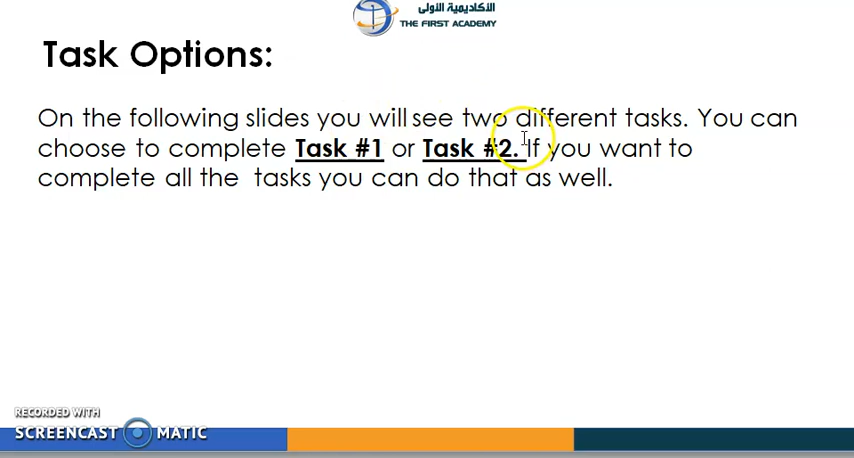 الأكاديمية الأولى
THE FIRST ACADEMY
Task Options:
On the following slides you will see two different tasks. You can
choose to complete Task #1 or Task #2. If you want to
complete all the  tasks you can do that as well.
RECORDED WITH
SCREENCAST MATIC